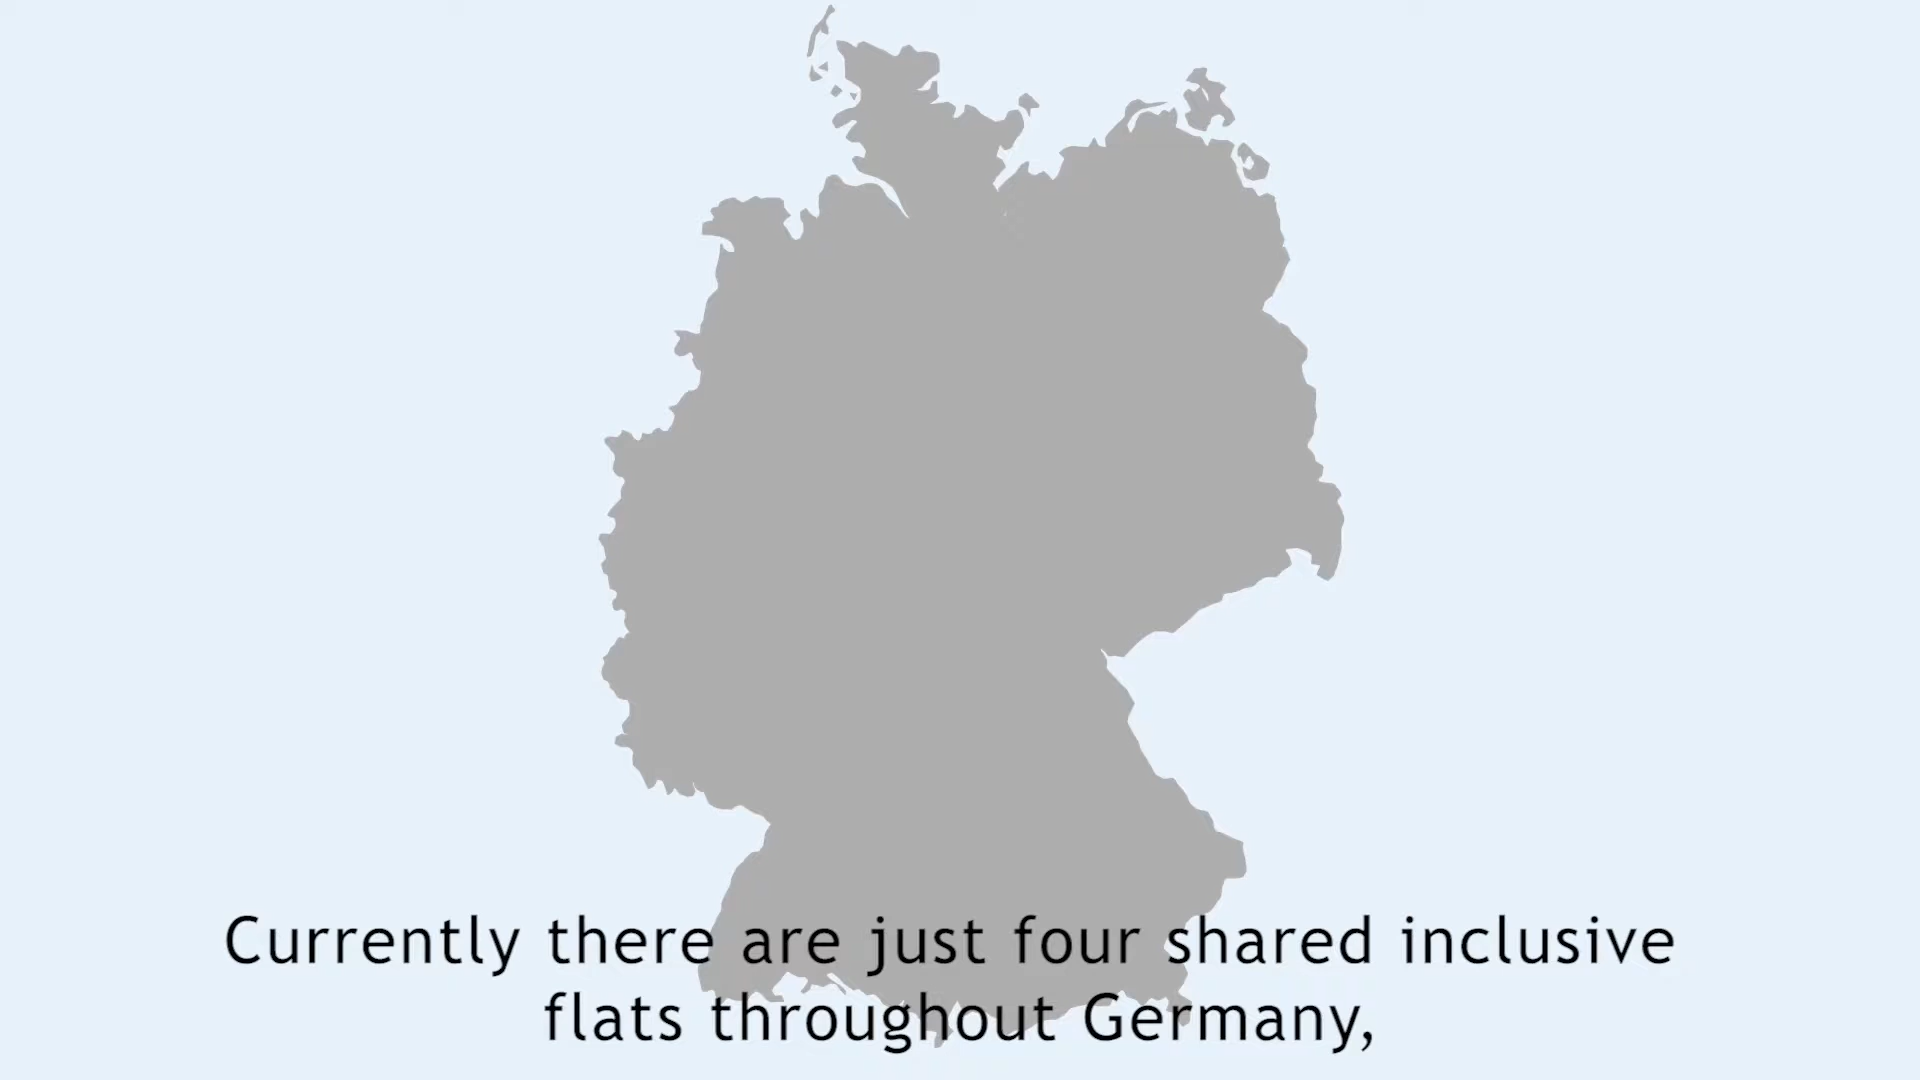 Currently there are just four shared inclusive
flats throughout Germany,